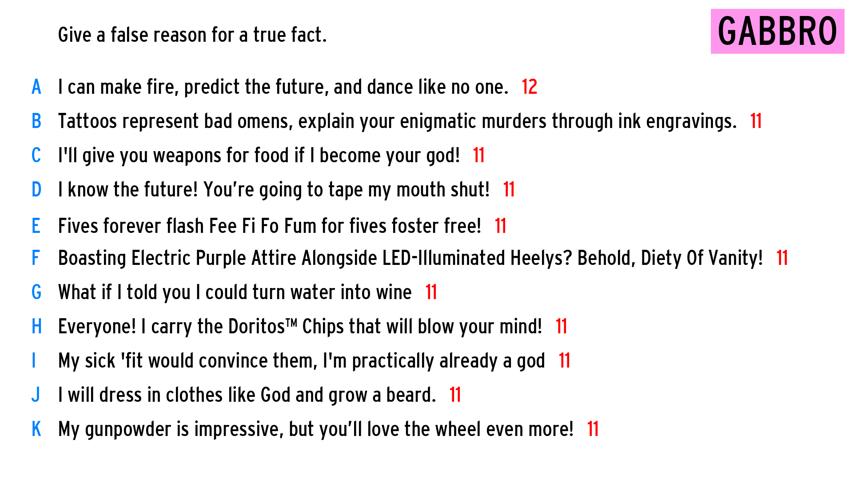 Give a false reason for a true fact.
GABBRO
A I can make fire, predict the future, and dance like no one. 12
B Tattoos represent bad omens, explain your enigmatic murders through ink engravings. 11
C I'll give you weapons for food if I become your god! 11
D I know the future! You’re going to tape my mouth shut! 11
E Fives forever flash Fee Fi Fo Fum for fives foster free! 11
F Boasting Electric Purple Attire Alongside LED-Illuminated Heelys? Behold, Diety Of Vanity! 11
G What if I told you I could turn water into wine 11
H Everyone! I carry the Doritos™ Chips that will blow your mind! 11
I My sick 'fit would convince them, I'm practically already a god 11
J I will dress in clothes like God and grow a beard. 11
K My gunpowder is impressive, but you’ll love the wheel even more! 11